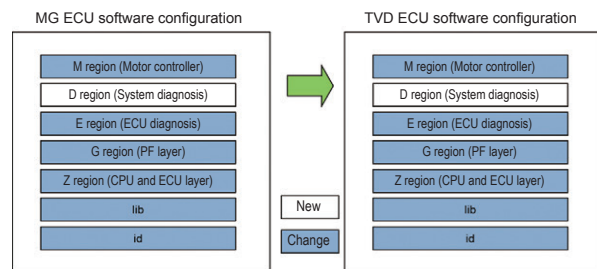 MG ECU software configuration
M region (Motor controller)
D region (System diagnosis)
E region (ECU diagnosis)
G region (PF layer)
Z region (CPU and ECU layer)
lib
id
New
Change
TVD ECU software configuration
M region (Motor controller)
D region (System diagnosis)
E region (ECU diagnosis)
G region (PF layer)
Z region (CPU and ECU layer)
lib
id